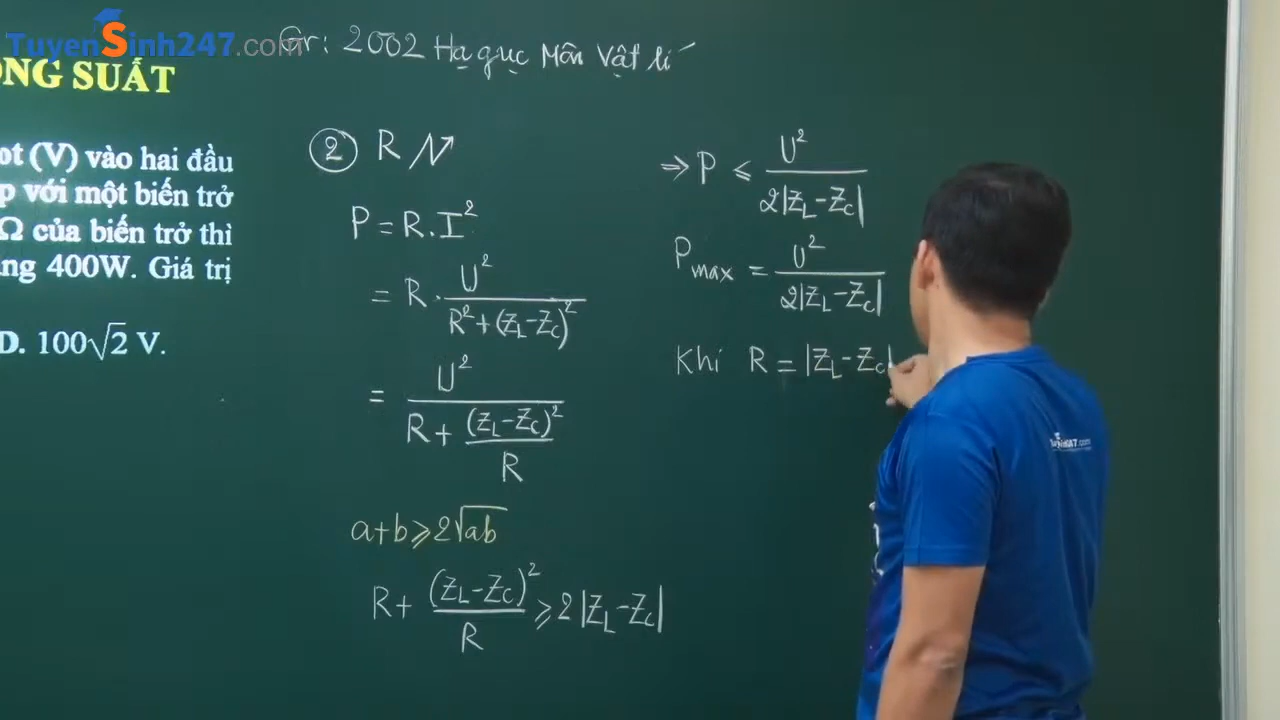 TuyenSinh247.com
Gr: 2002 Hạ gục Môn Vật lí
ONG SUẤT
ot (V) vào hai đầu
p với một biến trở
Ω của biến trở thì
ng 400W. Giá trị
D. 100√2 V.
② R
P = R.I²
= R. U² / (R² + (Z_L - Z_C)²)
= U² / (R + (Z_L - Z_C)² / R)
a+b ≥ 2√ab
R + (Z_L - Z_C)² / R ≥ 2|Z_L - Z_C|
⇒ P ≤ U² / (2|Z_L - Z_C|)
P_max = U² / (2|Z_L - Z_C|)
Khi R = |Z_L - Z_C|